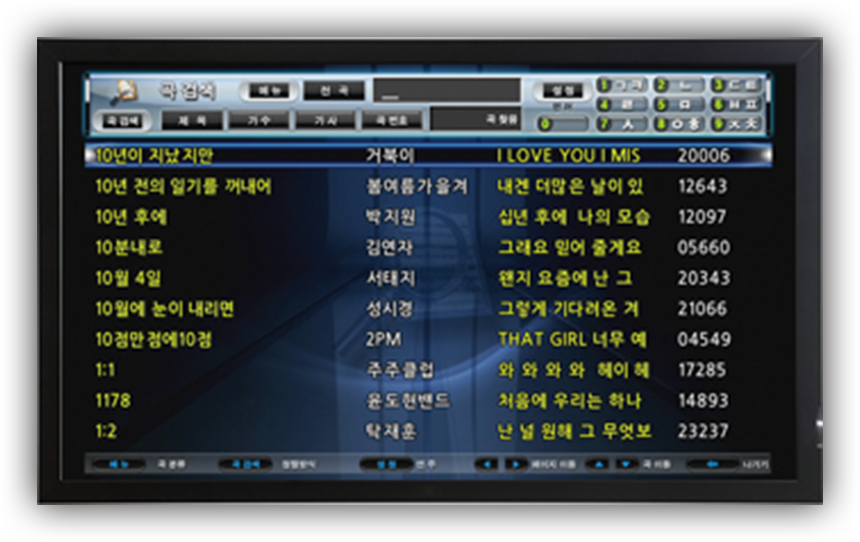 곡검색 메뉴 전 곡 __ 설정 1 ㄱㅋ 2 ㄴ 3 ㄷㅌ
4 ㄹ 5 ㅁ 6 ㅂㅍ
곡검색 제 목 가수 가사 곡번호 곡 찾음 0 7 ㅅ 8 ㅇㅎ 9 ㅈㅊ
10년이 지났지만 거북이 I LOVE YOU I MIS 20006
10년 전의 일기를 꺼내어 봄여름가을겨 내겐 더많은 날이 있 12643
10년 후에 박지원 십년 후에 나의 모습 12097
10분내로 김연자 그래요 믿어 줄게요 05660
10월 4일 서태지 왠지 요즘에 난 그 20343
10월에 눈이 내리면 성시경 그렇게 기다려온 겨 21066
10점만점에10점 2PM THAT GIRL 너무 예 04549
1:1 주주클럽 와 와 와 와 헤이 헤 17285
1178 윤도현밴드 처음에 우리는 하나 14893
1:2 탁재훈 난 널 원해 그 무엇보 23237
메뉴 곡분류 곡검색 정렬방식 설정 반주 페이지 이동 곡 이동 나가기